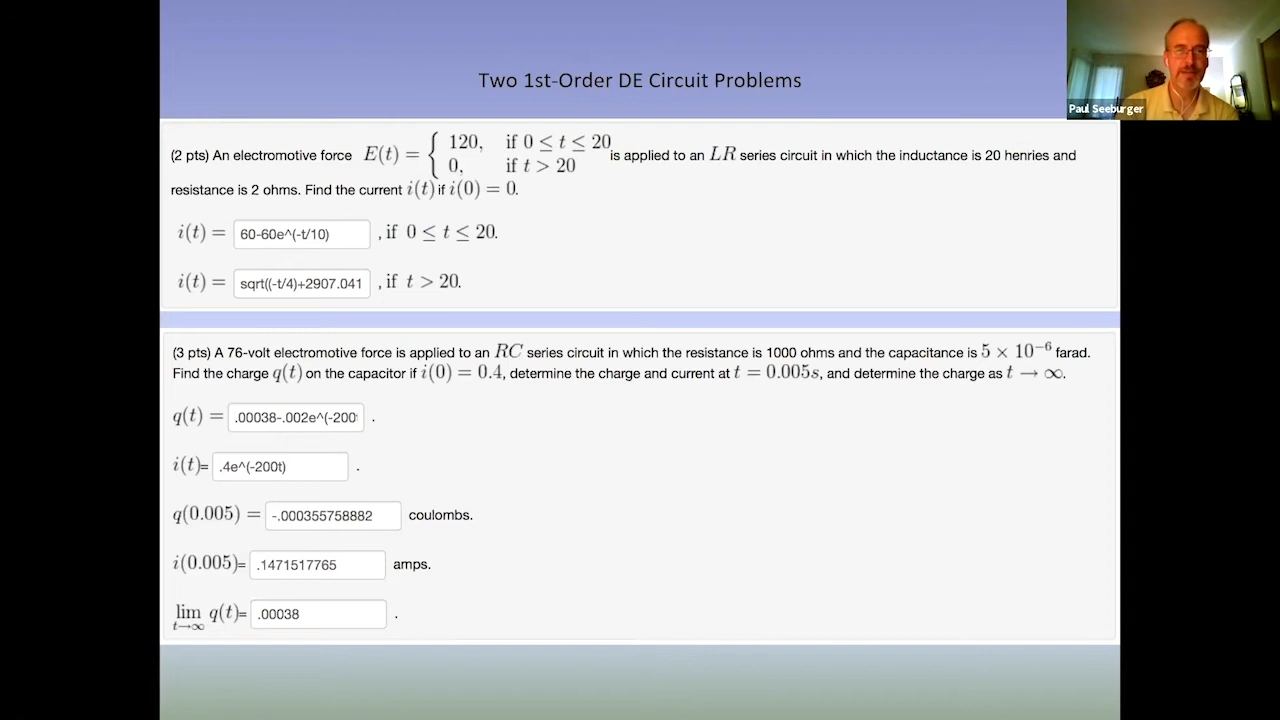 Two 1st-Order DE Circuit Problems
Paul Seeburger
(2 pts) An electromotive force E(t) = { 120, if 0 ≤ t ≤ 20
0, if t > 20
is applied to an LR series circuit in which the inductance is 20 henries and
resistance is 2 ohms. Find the current i(t) if i(0) = 0.
i(t) = 60-60e^(-t/10) , if 0 ≤ t ≤ 20.
i(t) = sqrt((-t/4)+2907.041 , if t > 20.
(3 pts) A 76-volt electromotive force is applied to an RC series circuit in which the resistance is 1000 ohms and the capacitance is 5 × 10⁻⁶ farad.
Find the charge q(t) on the capacitor if i(0) = 0.4, determine the charge and current at t = 0.005s, and determine the charge as t → ∞.
q(t) = .00038-.002e^(-200 .
i(t)= .4e^(-200t) .
q(0.005) = -.000355758882 coulombs.
i(0.005)= .1471517765 amps.
lim t→∞ q(t)= .00038 .